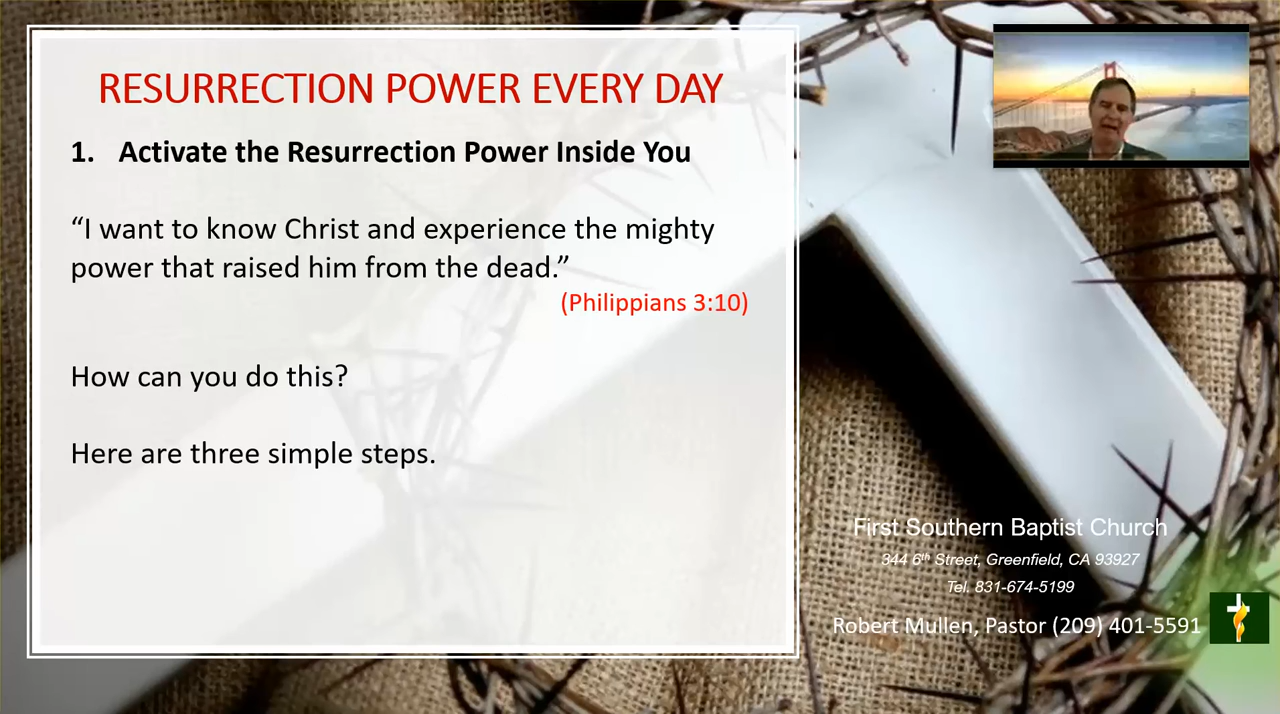 RESURRECTION POWER EVERY DAY
1. Activate the Resurrection Power Inside You
“I want to know Christ and experience the mighty
power that raised him from the dead.”
(Philippians 3:10)
How can you do this?
Here are three simple steps.
First Southern Baptist Church
344 6th Street, Greenfield, CA 93927
Tel. 831-674-5199
Robert Mullen, Pastor (209) 401-5591